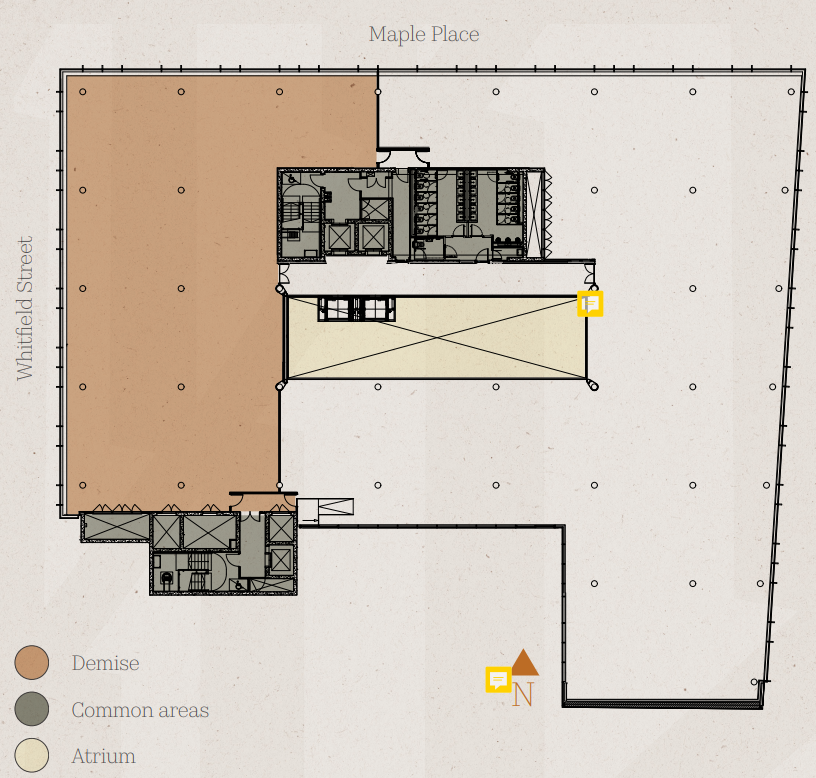 Maple Place
Whitfield Street
N
Demise
Common areas
Atrium